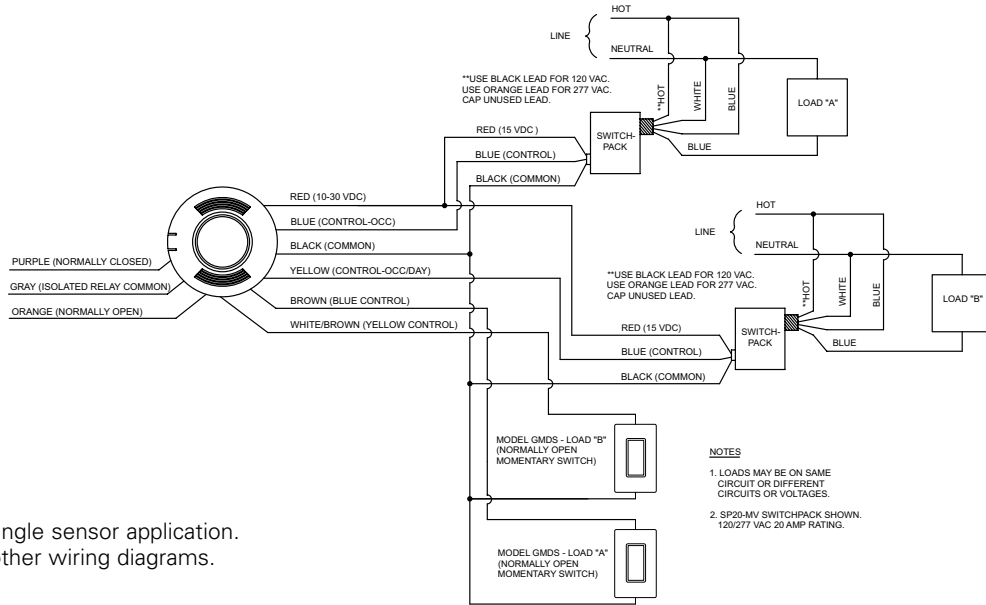 HOT
LINE
NEUTRAL
**USE BLACK LEAD FOR 120 VAC.
USE ORANGE LEAD FOR 277 VAC.
CAP UNUSED LEAD.
**HOT
WHITE
BLUE
LOAD "A"
RED (15 VDC )
SWITCH-
PACK
BLUE
BLUE (CONTROL)
BLACK (COMMON)
RED (10-30 VDC)
BLUE (CONTROL-OCC)
BLACK (COMMON)
YELLOW (CONTROL-OCC/DAY)
BROWN (BLUE CONTROL)
WHITE/BROWN (YELLOW CONTROL)
PURPLE (NORMALLY CLOSED)
GRAY (ISOLATED RELAY COMMON)
ORANGE (NORMALLY OPEN)
HOT
LINE
NEUTRAL
**USE BLACK LEAD FOR 120 VAC.
USE ORANGE LEAD FOR 277 VAC.
CAP UNUSED LEAD.
**HOT
WHITE
BLUE
LOAD "B"
RED (15 VDC)
SWITCH-
PACK
BLUE
BLUE (CONTROL)
BLACK (COMMON)
MODEL GMDS - LOAD "B"
(NORMALLY OPEN
MOMENTARY SWITCH)
NOTES
1. LOADS MAY BE ON SAME
CIRCUIT OR DIFFERENT
CIRCUITS OR VOLTAGES.
2. SP20-MV SWITCHPACK SHOWN.
120/277 VAC 20 AMP RATING.
MODEL GMDS - LOAD "A"
(NORMALLY OPEN
MOMENTARY SWITCH)
sensor application.
wiring diagrams.